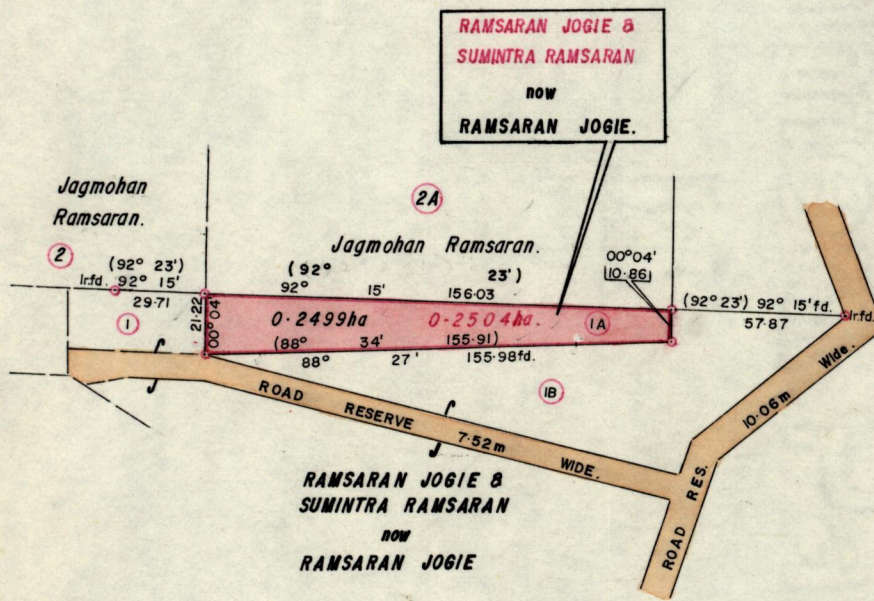 RAMSARAN JOGIE &
SUMINTRA RAMSARAN
now
RAMSARAN JOGIE.
Jagmohan
Ramsaran.
2
2A
Jagmohan Ramsaran.
(92° 23')
Ir.fd. 92° 15'
29.71
1
(92° 23')
92° 15' 156.03
00°04'
10.86
(92° 23') 92° 15' fd.
57.87
Ir.fd.
21.22
00° 04'
0.2499ha 0.2504ha. 1A
(88° 34' 155.91)
88° 27' 155.98fd.
1B
ROAD RESERVE 7.52m WIDE.
10.06m Wide.
ROAD RES.
RAMSARAN JOGIE &
SUMINTRA RAMSARAN
now
RAMSARAN JOGIE